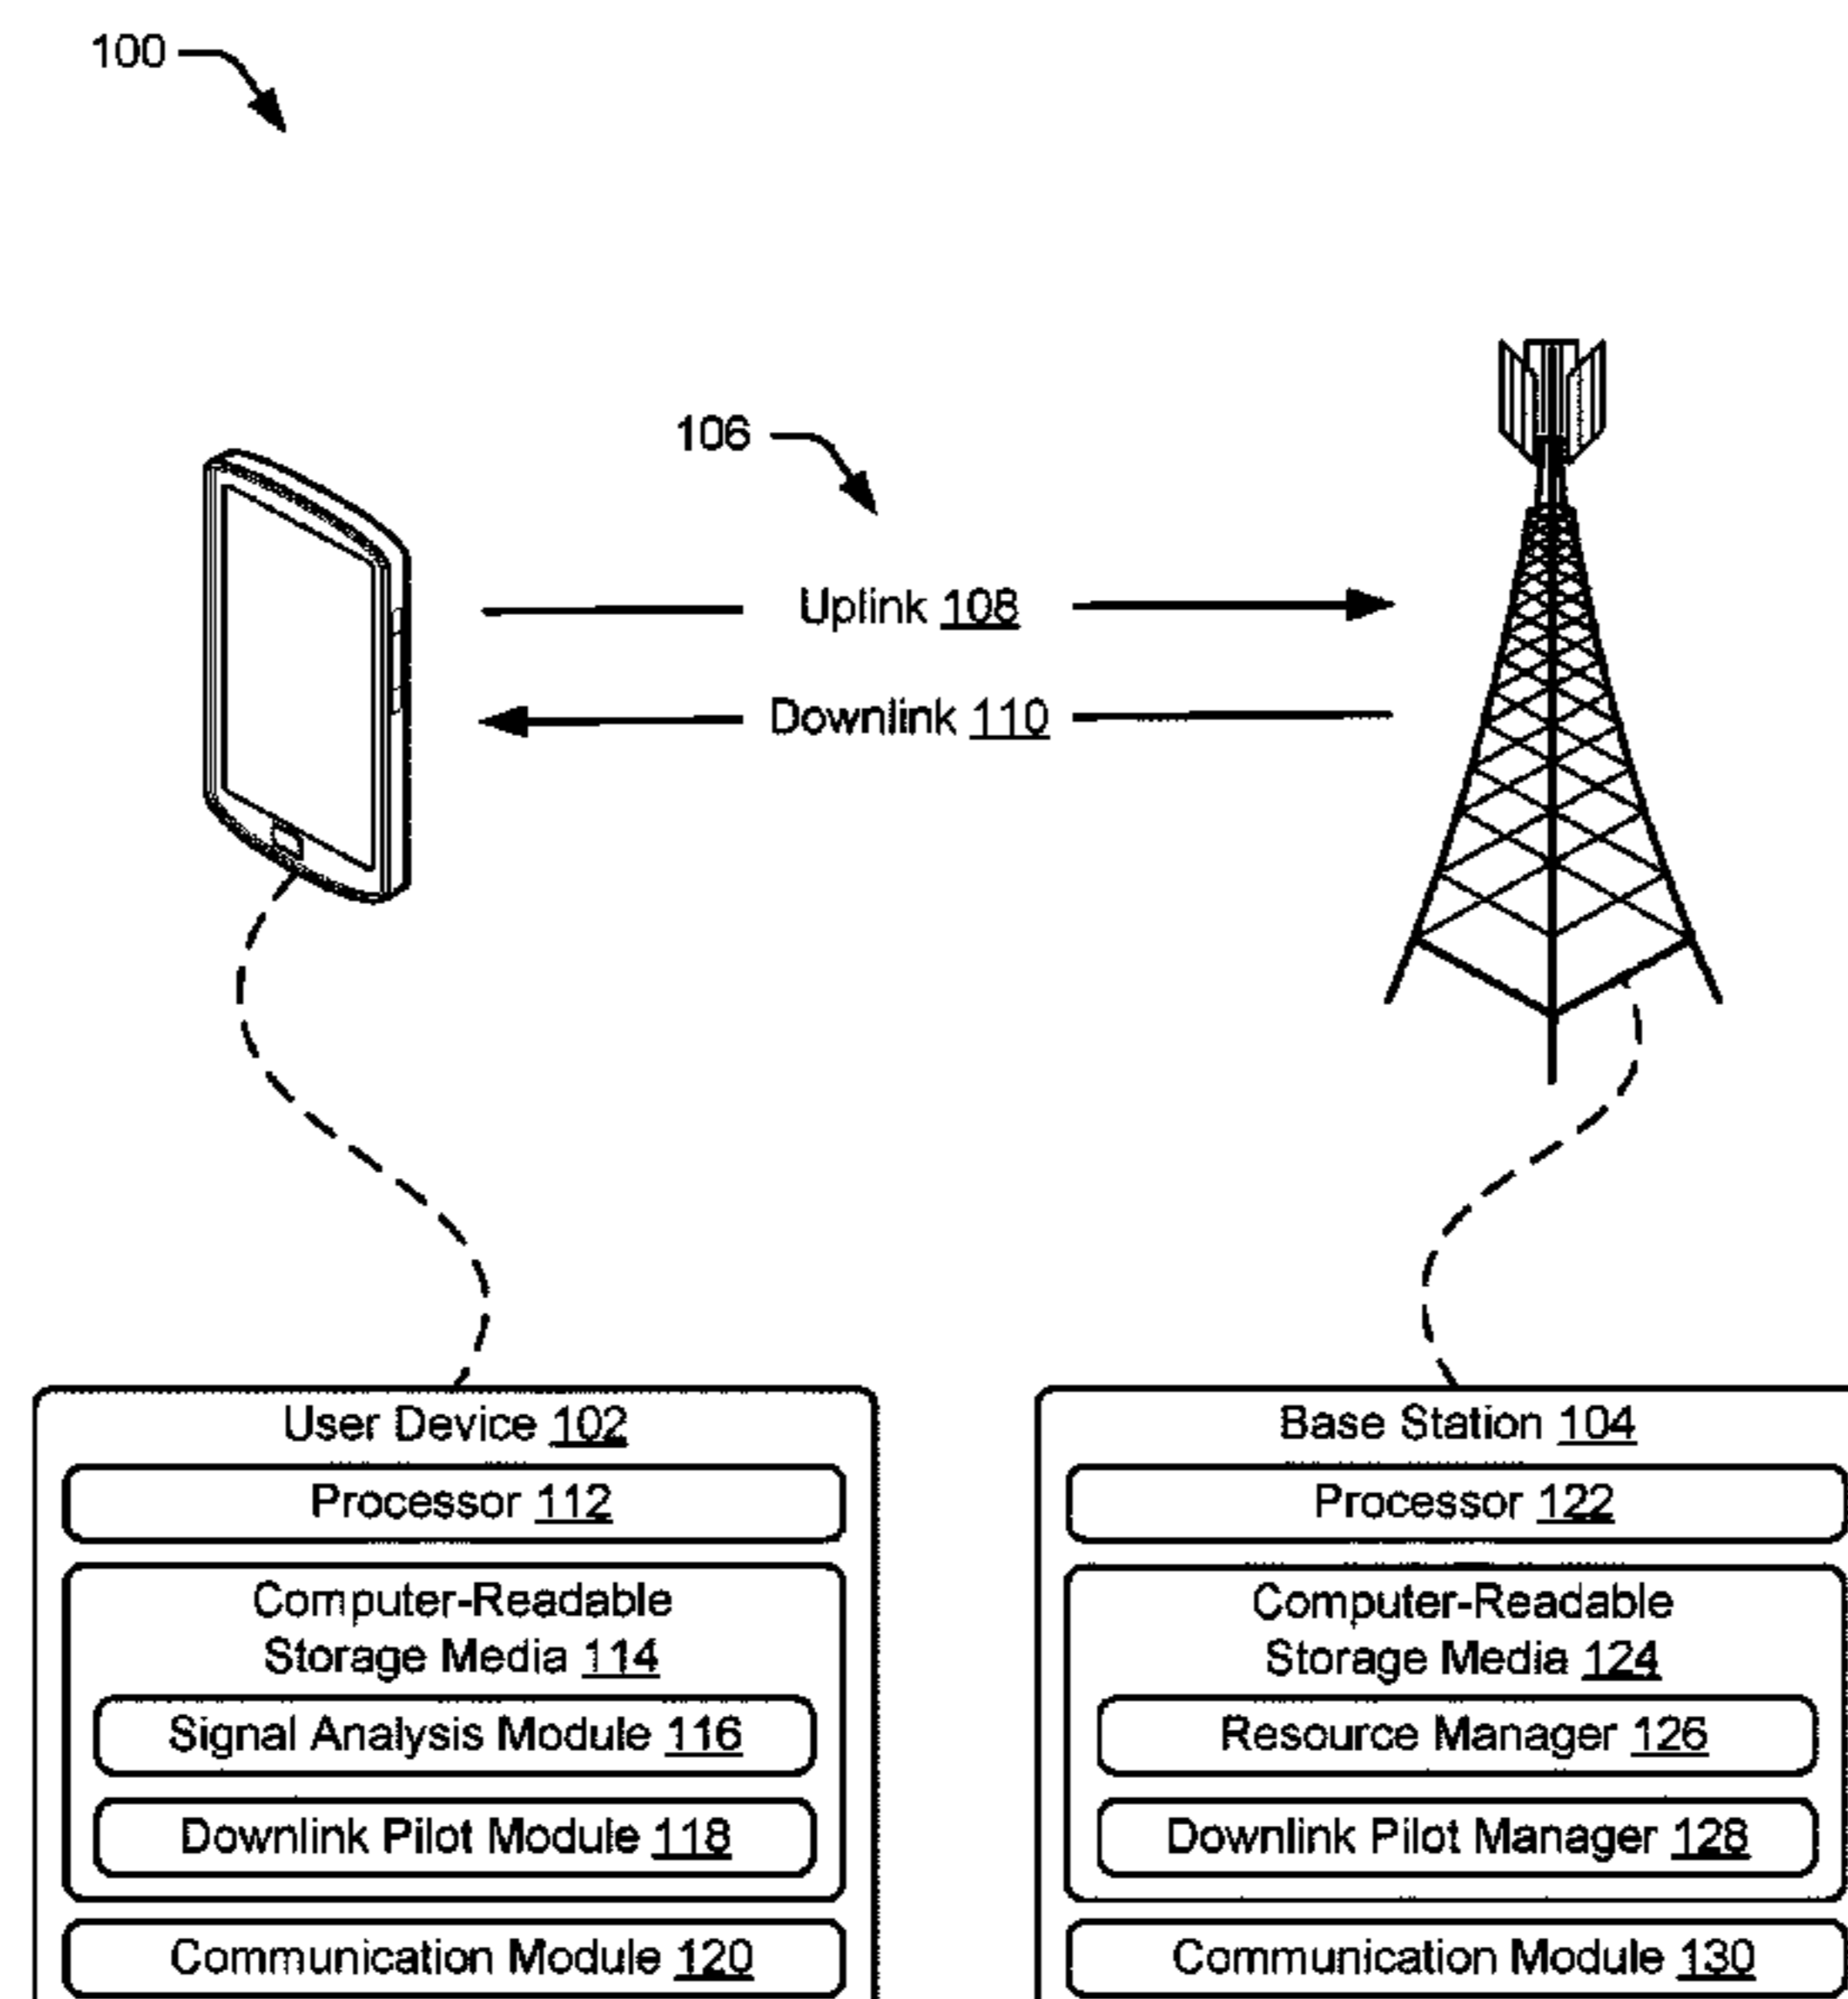 100
106
Uplink 108
Downlink 110
User Device 102
Processor 112
Computer-Readable
Storage Media 114
Signal Analysis Module 116
Downlink Pilot Module 118
Communication Module 120
Base Station 104
Processor 122
Computer-Readable
Storage Media 124
Resource Manager 126
Downlink Pilot Manager 128
Communication Module 130